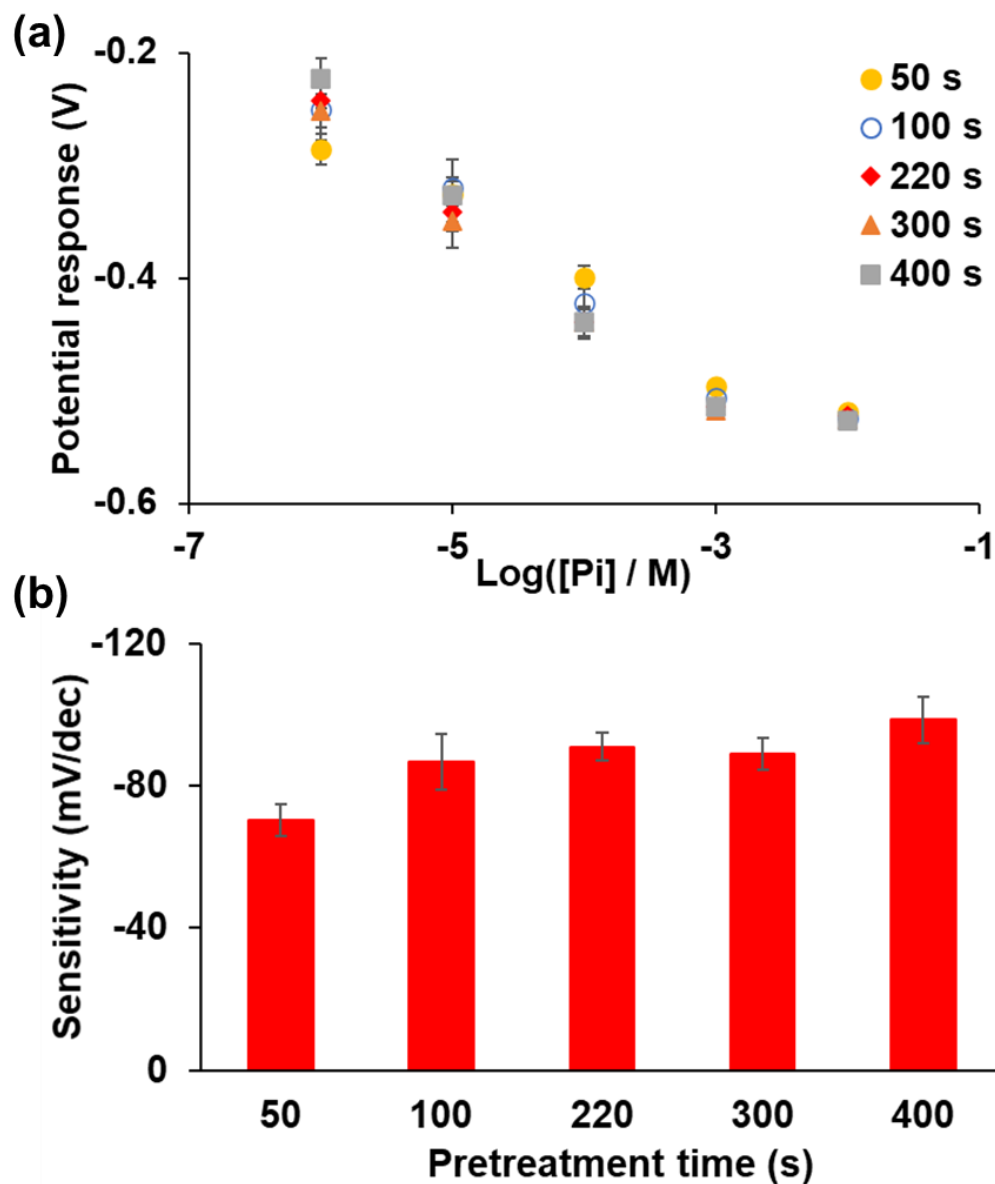 (a)
Potential response (V)
-0.2
-0.4
-0.6
-7
-5
-3
-1
Log([Pi] / M)
50 s
100 s
220 s
300 s
400 s
(b)
Sensitivity (mV/dec)
-120
-80
-40
0
50
100
220
300
400
Pretreatment time (s)